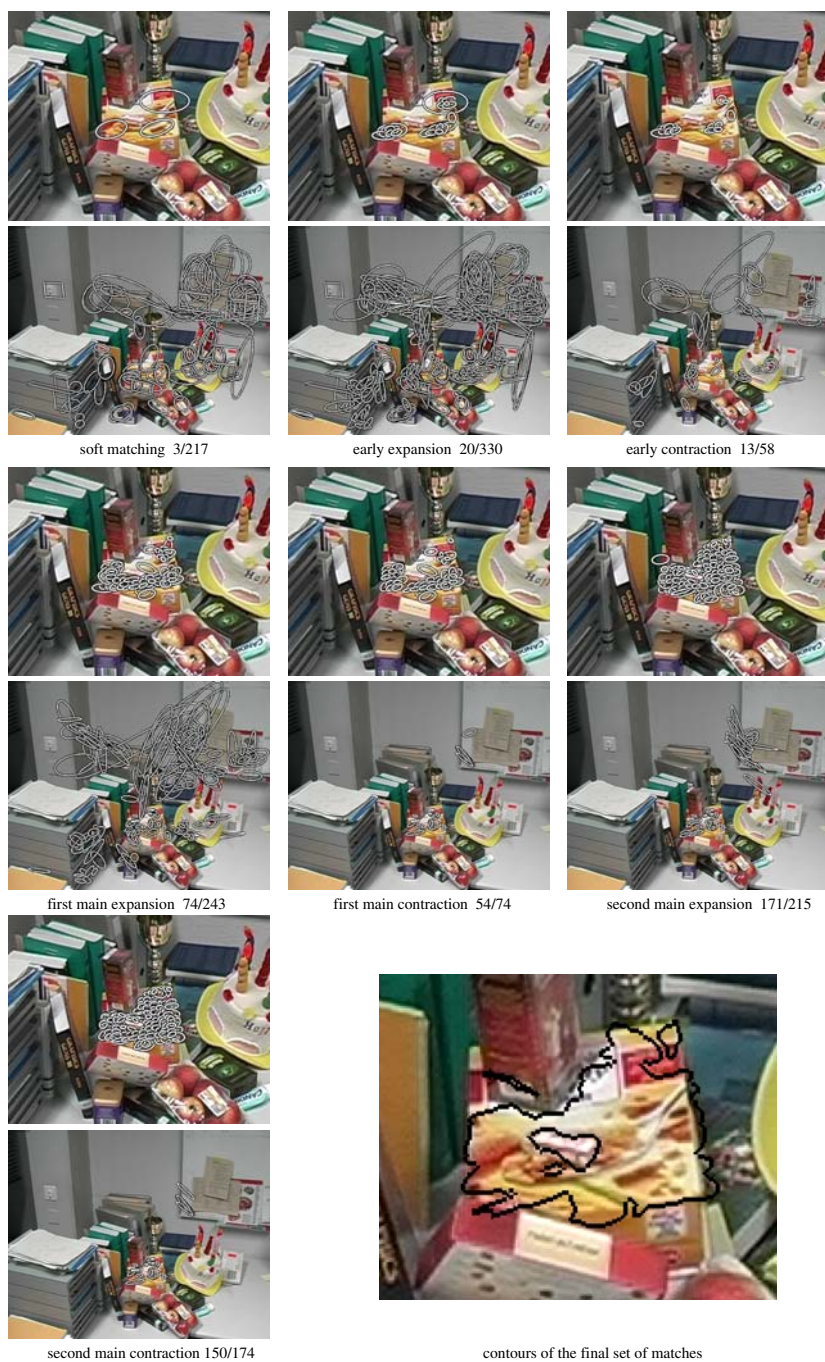 soft matching 3/217
early expansion 20/330
early contraction 13/58
first main expansion 74/243
first main contraction 54/74
second main expansion 171/215
second main contraction 150/174
contours of the final set of matches